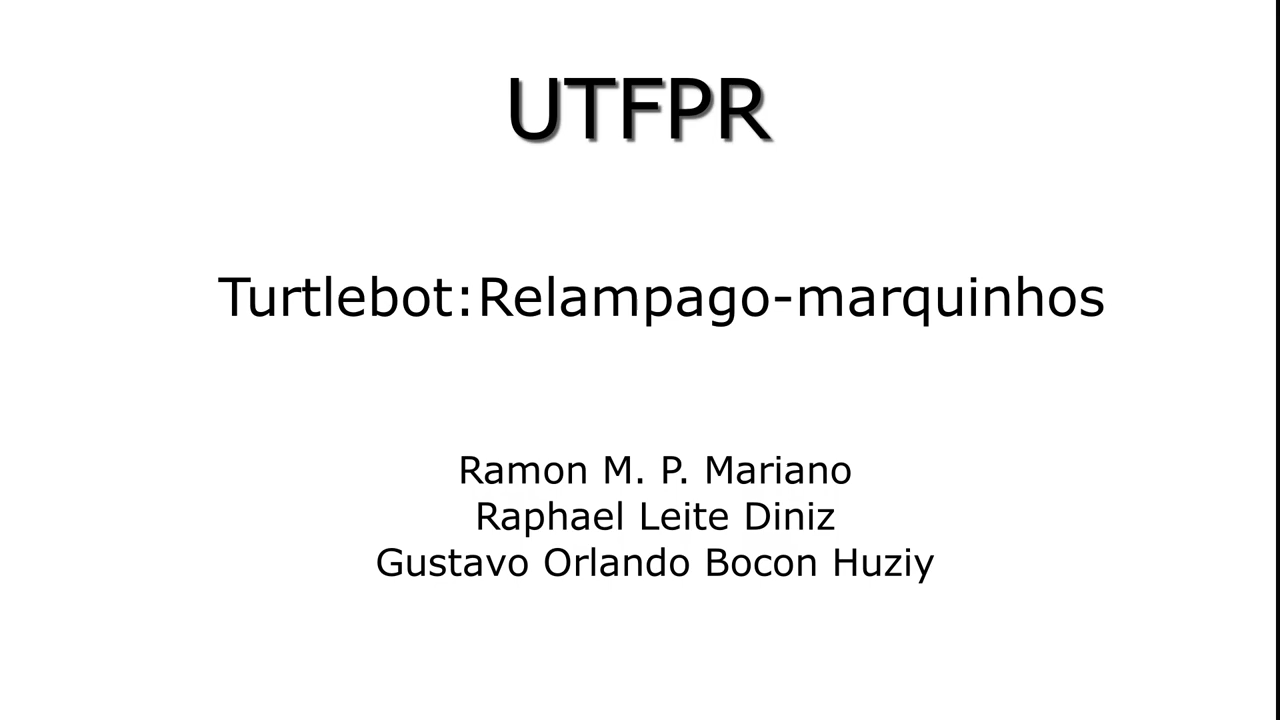 UTFPR
Turtlebot:Relampago-marquinhos
Ramon M. P. Mariano
Raphael Leite Diniz
Gustavo Orlando Bocon Huziy